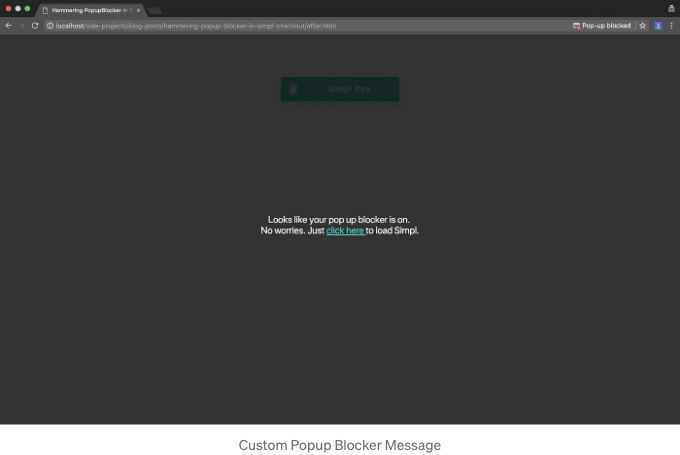 Hammering PopupBlocker in S
localhost/side-projects/blog-posts/hammering-popup-blocker-in-simpl-checkout/after.html
Pop-up blocked
Simpl Pay
Looks like your pop up blocker is on.
No worries. Just click here to load Simpl.
Custom Popup Blocker Message